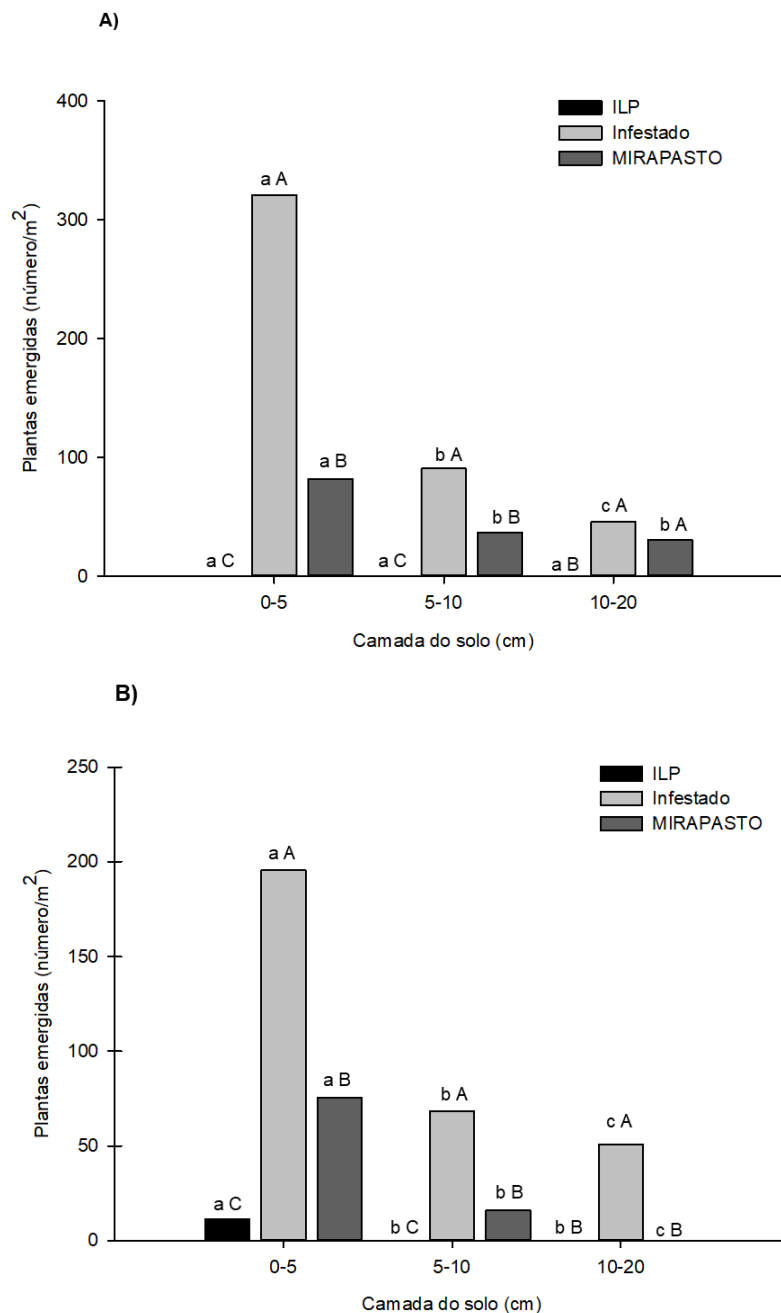 A)
400
300
200
100
0
Plantas emergidas (número/m2)
ILP
Infestado
MIRAPASTO
a C
a A
a B
a C
b A
b B
a B
c A
b A
0-5
5-10
10-20
Camada do solo (cm)
B)
250
200
150
100
50
0
Plantas emergidas (número/m2)
ILP
Infestado
MIRAPASTO
a C
a A
a B
b C
b A
b B
b B
c A
c B
0-5
5-10
10-20
Camada do solo (cm)